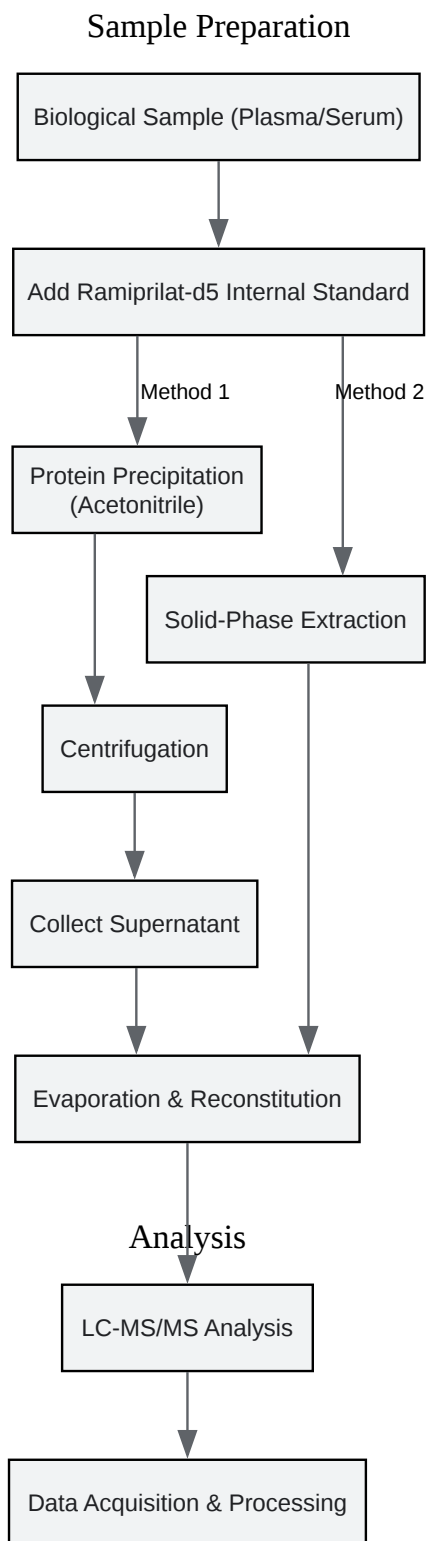 Sample Preparation
Biological Sample (Plasma/Serum)
Add Ramiprilat-d5 Internal Standard
Method 1
Method 2
Protein Precipitation
(Acetonitrile)
Solid-Phase Extraction
Centrifugation
Collect Supernatant
Evaporation & Reconstitution
Analysis
LC-MS/MS Analysis
Data Acquisition & Processing